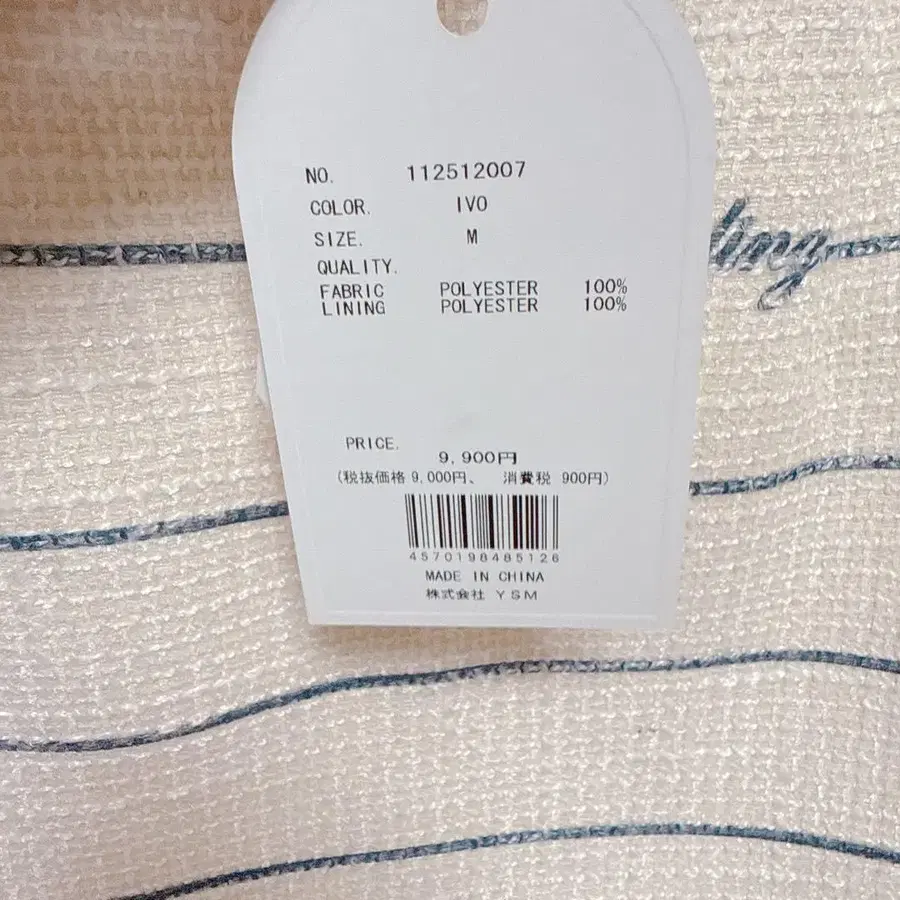 NO. 112512007
COLOR. IVO
SIZE. M
QUALITY.
FABRIC POLYESTER 100%
LINING POLYESTER 100%
PRICE.
9,900円
(税抜価格 9,000円、 消費税 900円)
4570198485126
MADE IN CHINA
株式会社 YSM